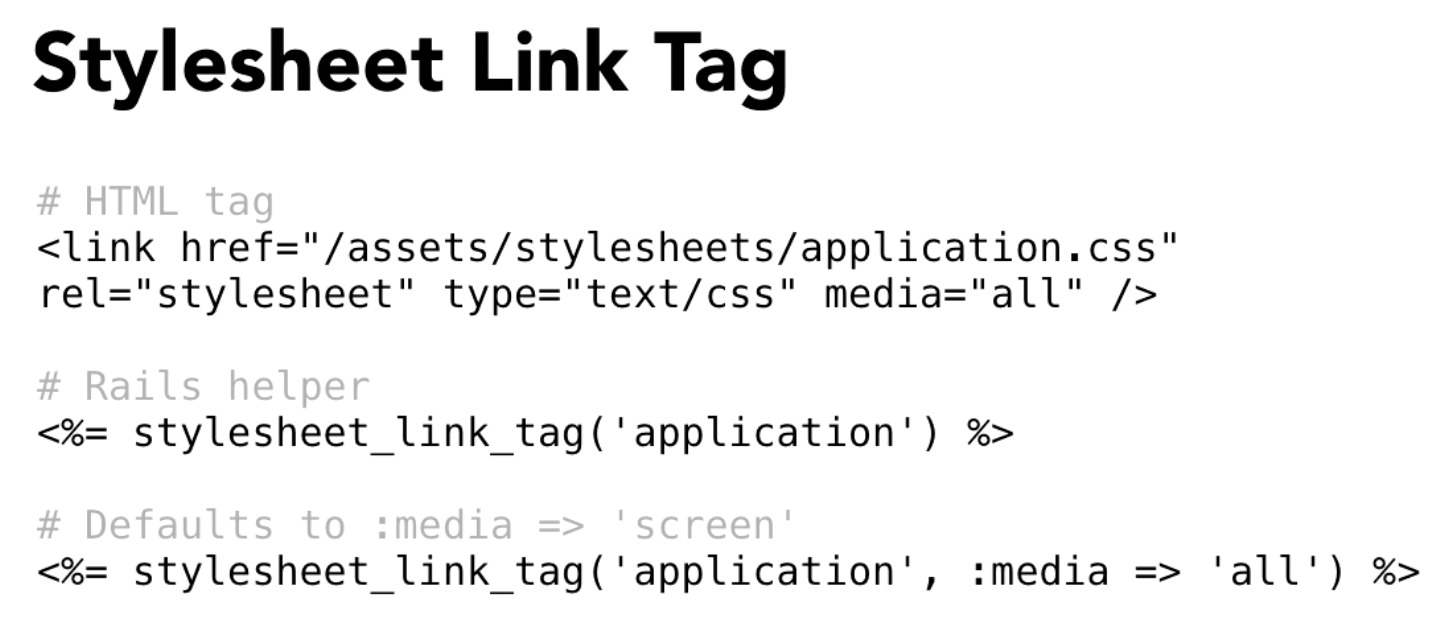 Stylesheet Link Tag
# HTML tag
<link href="/assets/stylesheets/application.css"
rel="stylesheet" type="text/css" media="all" />
# Rails helper
<%= stylesheet_link_tag('application') %>
# Defaults to :media => 'screen'
<%= stylesheet_link_tag('application', :media => 'all') %>